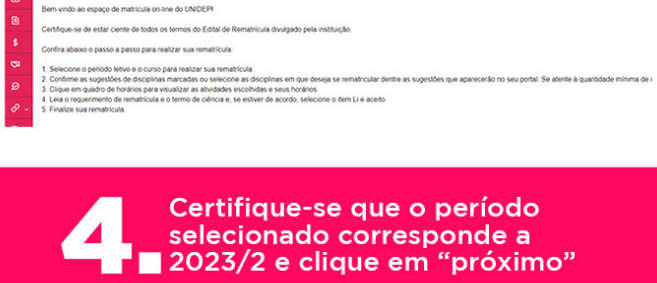 Bem-vindo ao espaço de matrícula on-line do UNIDEPI
Certifique-se de estar ciente de todos os termos do Edital de Rematrícula divulgado pela instituição.
Confira abaixo o passo a passo para realizar sua rematrícula:
1. Selecione o período letivo e o curso para realizar sua rematrícula.
2. Confirme as sugestões de disciplinas marcadas ou selecione as disciplinas em que deseja se rematricular dentre as sugestões que aparecerão no seu portal. Se atente à quantidade mínima de
3. Clique em quadro de horários para visualizar as atividades escolhidas e seus horários.
4. Leia o requerimento de rematrícula e o termo de ciência e, se estiver de acordo, selecione o item Li e aceito.
5. Finalize sua rematrícula.
4. Certifique-se que o período
selecionado corresponde a
2023/2 e clique em “próximo”